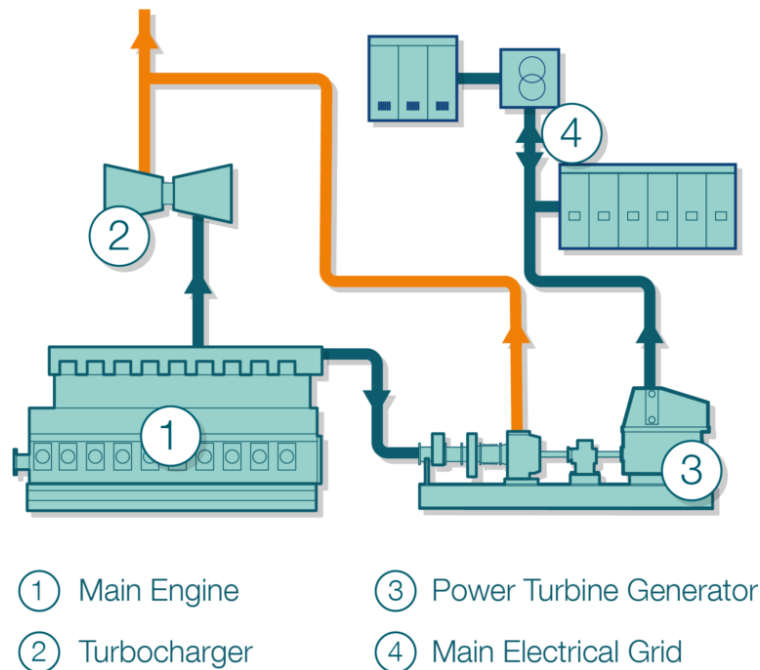 4
2
1
3
1 Main Engine
3 Power Turbine Generator
2 Turbocharger
4 Main Electrical Grid